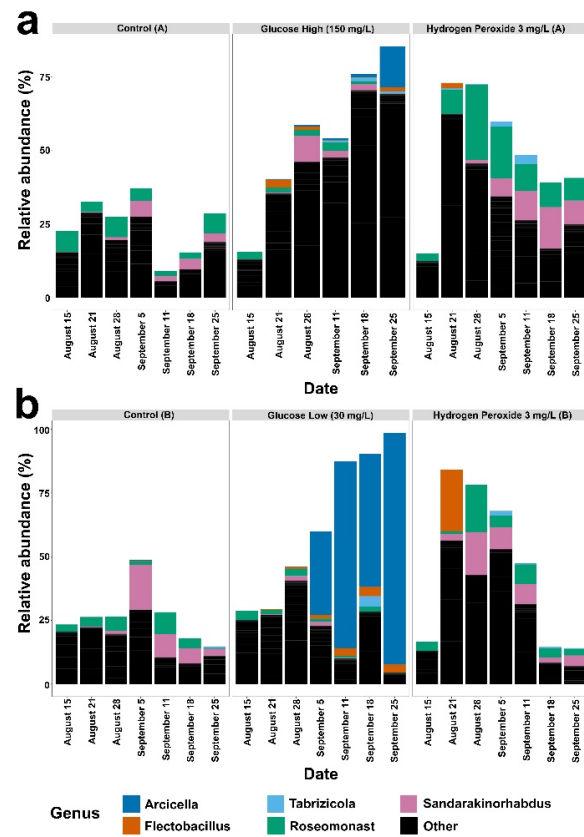 a
Control (A) Glucose High (150 mg/L) Hydrogen Peroxide 3 mg/L (A)
Relative abundance (%)
75
50
25
0
August 15 August 21 August 28 September 5 September 11 September 18 September 25 August 15 August 21 August 28 September 5 September 11 September 18 September 25 August 15 August 21 August 28 September 5 September 11 September 18 September 25
Date
b
Control (B) Glucose Low (30 mg/L) Hydrogen Peroxide 3 mg/L (B)
Relative abundance (%)
100
75
50
25
0
August 15 August 21 August 28 September 5 September 11 September 18 September 25 August 15 August 21 August 28 September 5 September 11 September 18 September 25 August 15 August 21 August 28 September 5 September 11 September 18 September 25
Date
Genus
Arcicella Tabrizicola Sandarakinorhabdus
Flectobacillus Roseomonast Other